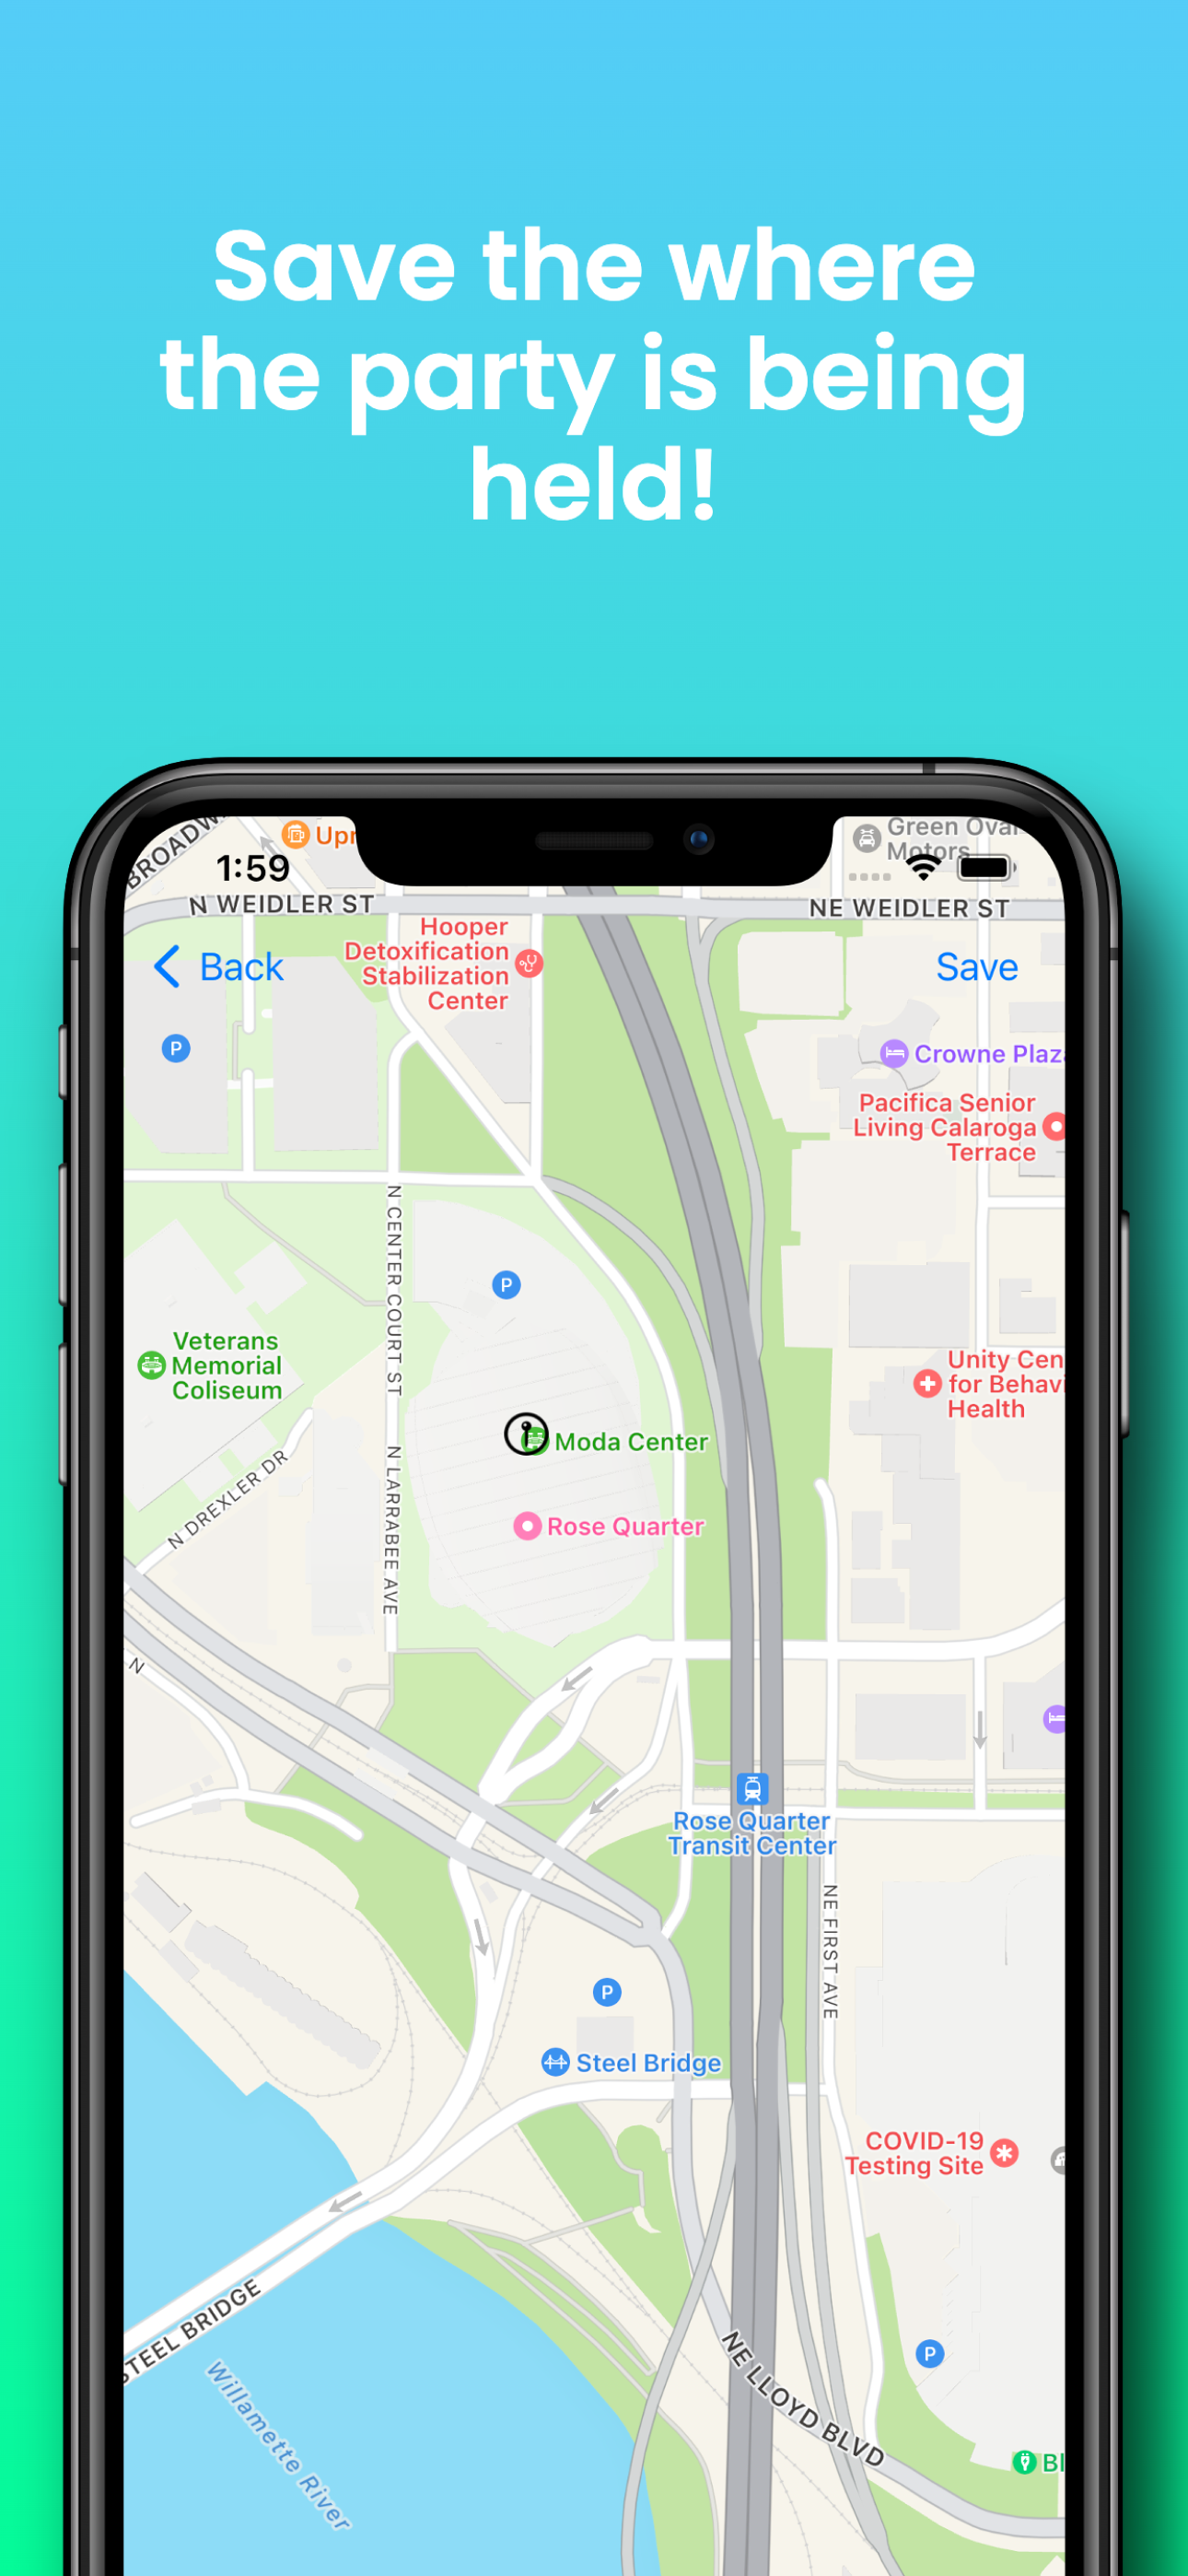 Save the where
the party is being
held!
BROADW
Upr
1:59
Green Oval
Motors
N WEIDLER ST
NE WEIDLER ST
Back
Hooper
Detoxification
Stabilization
Center
Save
P
Crowne Plaza
Pacifica Senior
Living Calaroga
Terrace
N CENTER COURT ST
P
Veterans
Memorial
Coliseum
Unity Cen
for Behavi
Health
Moda Center
N DREXLER DR
N LARRABEE AVE
Rose Quarter
N
Rose Quarter
Transit Center
NE FIRST AVE
P
Steel Bridge
COVID-19
Testing Site
STEEL BRIDGE
Willamette River
NE LLOYD BLVD
P
Bl